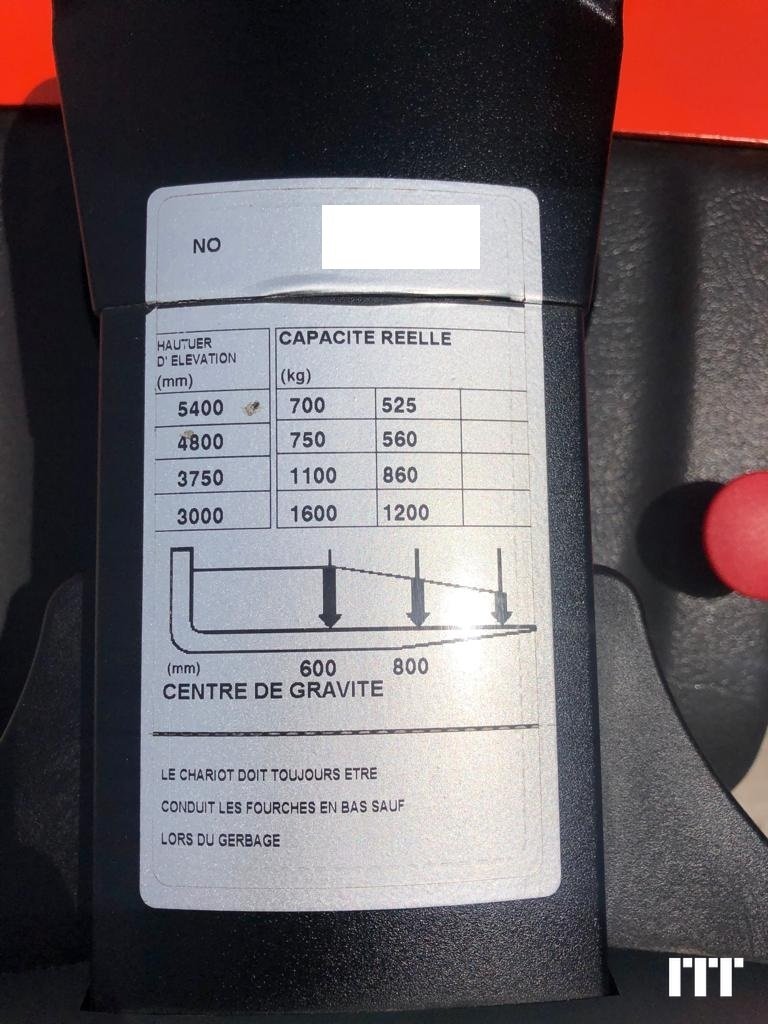 NO
HAUTUER
D' ELEVATION
(mm)
CAPACITE REELLE
(kg)
5400 700 525
4800 750 560
3750 1100 860
3000 1600 1200
(mm) 600 800
CENTRE DE GRAVITE
LE CHARIOT DOIT TOUJOURS ETRE
CONDUIT LES FOURCHES EN BAS SAUF
LORS DU GERBAGE
ITT